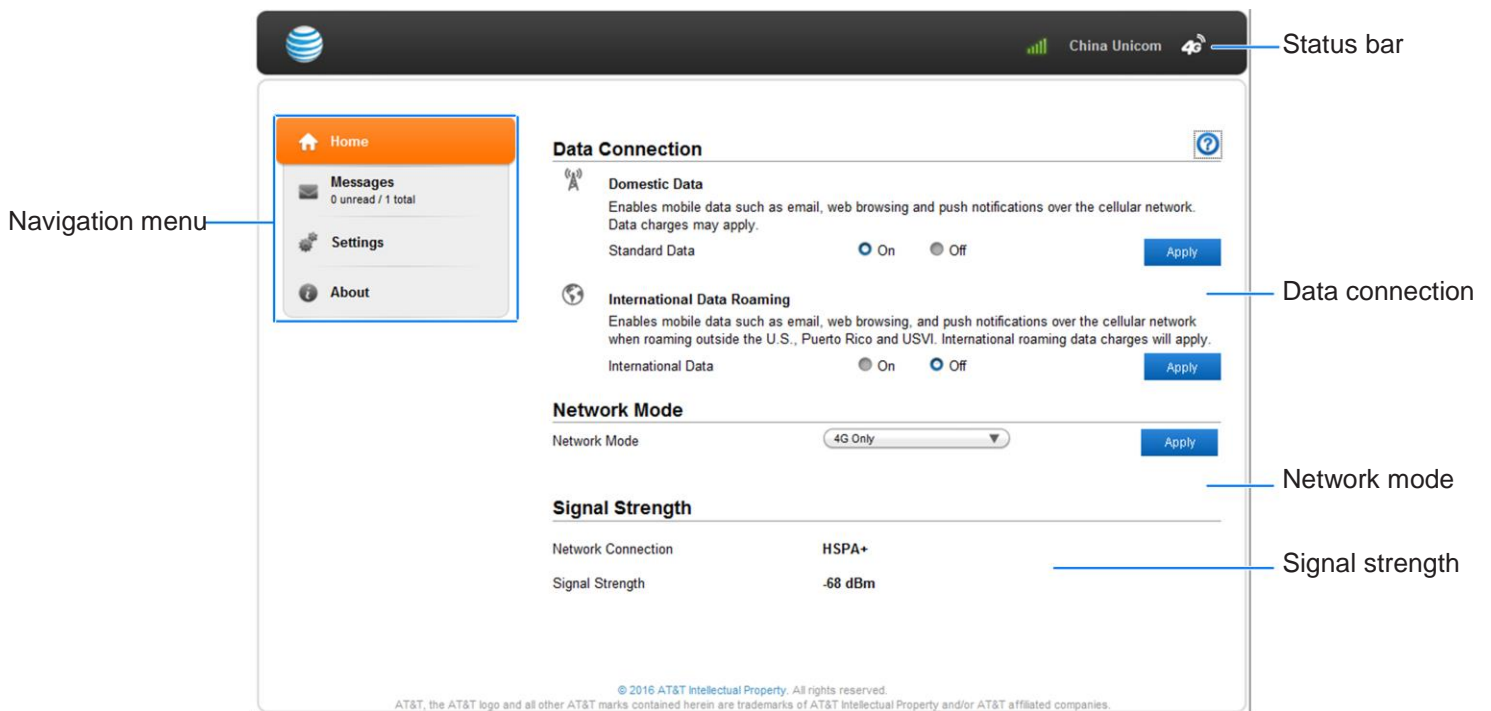 China Unicom 4G
Status bar
Navigation menu
Home
Messages
0 unread / 1 total
Settings
About
Data Connection
Domestic Data
Enables mobile data such as email, web browsing and push notifications over the cellular network.
Data charges may apply.
Standard Data On Off Apply
International Data Roaming
Enables mobile data such as email, web browsing, and push notifications over the cellular network
when roaming outside the U.S., Puerto Rico and USVI. International roaming data charges will apply.
International Data On Off Apply
Data connection
Network Mode
Network Mode 4G Only Apply
Network mode
Signal Strength
Network Connection HSPA+
Signal Strength -68 dBm
Signal strength
© 2016 AT&T Intellectual Property. All rights reserved.
AT&T, the AT&T logo and all other AT&T marks contained herein are trademarks of AT&T Intellectual Property and/or AT&T affiliated companies.